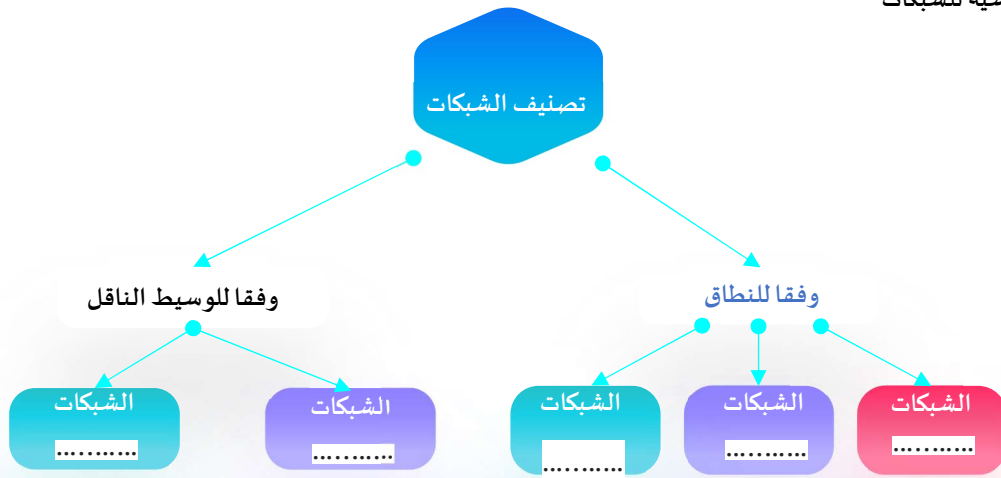 تصنيف الشبكات
وفقا للنطاق
وفقا للوسيط الناقل
الشبكات
...........
الشبكات
...........
الشبكات
...........
الشبكات
...........
الشبكات
...........